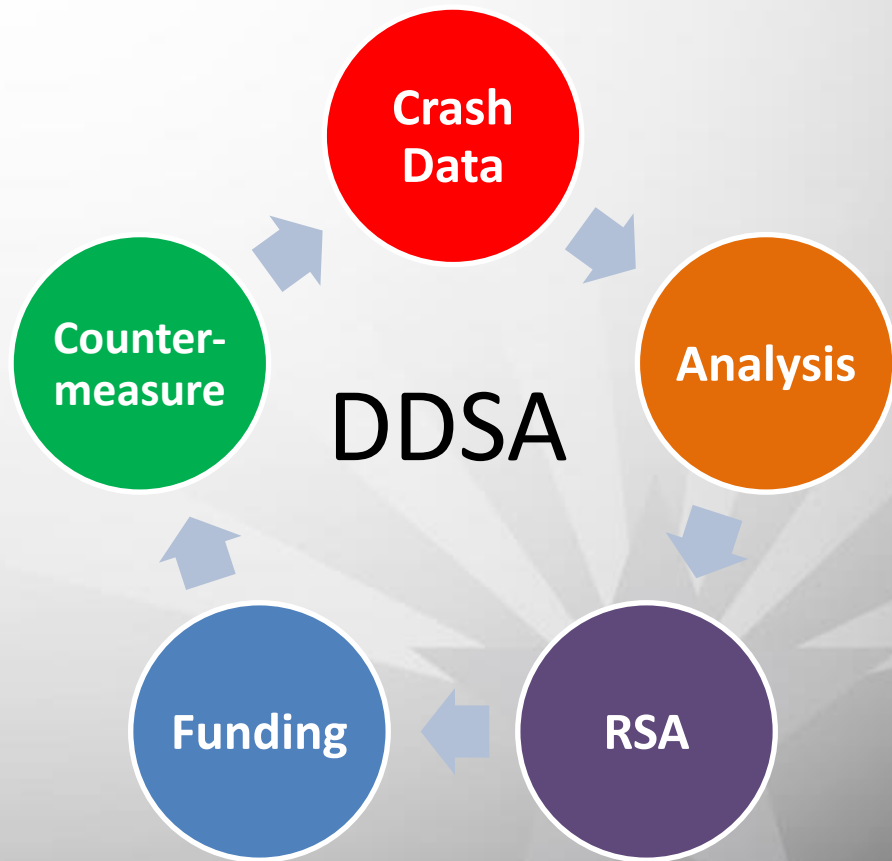 Crash
Data
Analysis
RSA
Funding
Counter-
measure
DDSA